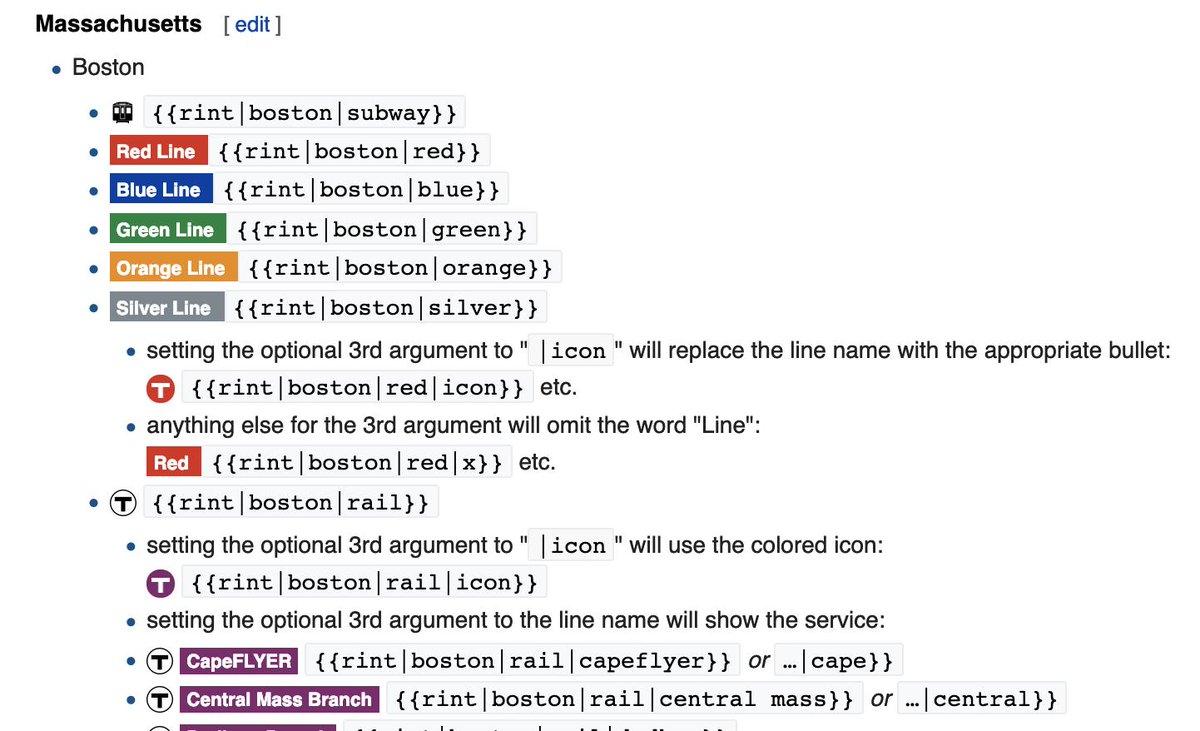 Massachusetts [ edit ]
Boston
{{rint|boston|subway}}
Red Line {{rint|boston|red}}
Blue Line {{rint|boston|blue}}
Green Line {{rint|boston|green}}
Orange Line {{rint|boston|orange}}
Silver Line {{rint|boston|silver}}
setting the optional 3rd argument to "|icon" will replace the line name with the appropriate bullet:
T {{rint|boston|red|icon}} etc.
anything else for the 3rd argument will omit the word "Line":
Red {{rint|boston|red|x}} etc.
T {{rint|boston|rail}}
setting the optional 3rd argument to "|icon" will use the colored icon:
T {{rint|boston|rail|icon}}
setting the optional 3rd argument to the line name will show the service:
T CapeFLYER {{rint|boston|rail|capeflyer}} or …|cape}}
T Central Mass Branch {{rint|boston|rail|central mass}} or …|central}}